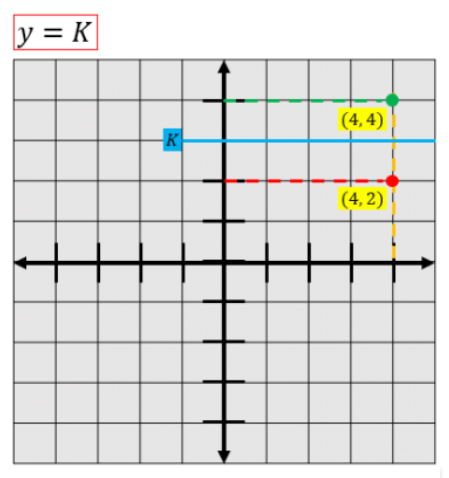 y = K
(4, 4)
K
(4, 2)